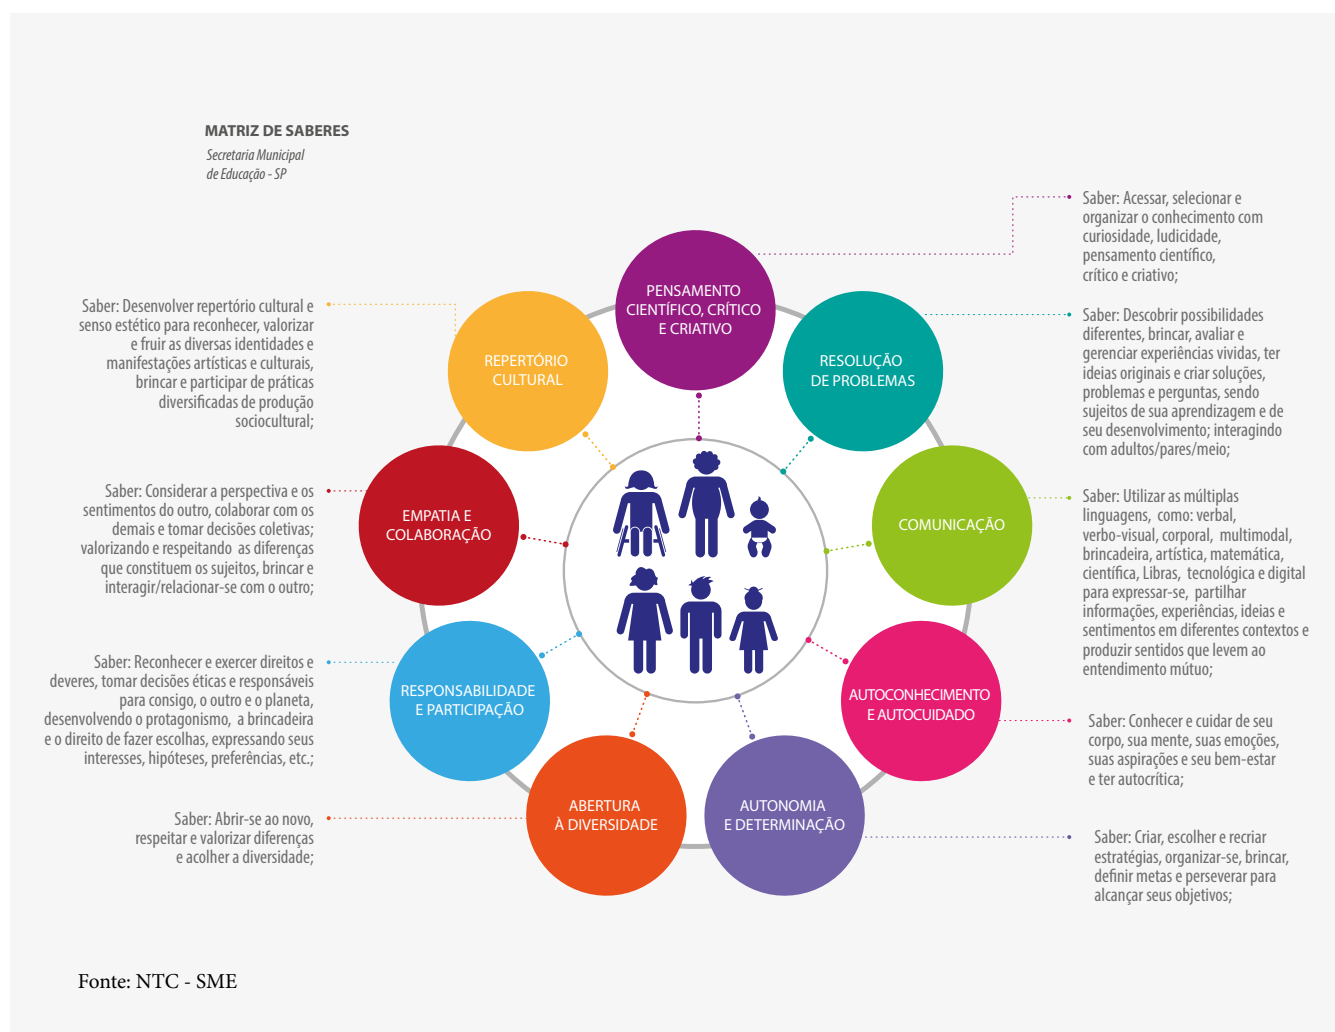 MATRIZ DE SABERES
Secretaria Municipal
de Educação - SP
PENSAMENTO
CIENTÍFICO, CRÍTICO
E CRIATIVO
Saber: Acessar, selecionar e
organizar o conhecimento com
curiosidade, ludicidade,
pensamento científico,
crítico e criativo;
RESOLUÇÃO
DE PROBLEMAS
Saber: Descobrir possibilidades
diferentes, brincar, avaliar e
gerenciar experiências vividas, ter
ideias originais e criar soluções,
problemas e perguntas, sendo
sujeitos de sua aprendizagem e de
seu desenvolvimento; interagindo
com adultos/pares/meio;
COMUNICAÇÃO
Saber: Utilizar as múltiplas
linguagens, como: verbal,
verbo-visual, corporal, multimodal,
brincadeira, artística, matemática,
científica, Libras, tecnológica e digital
para expressar-se, partilhar
informações, experiências, ideias e
sentimentos em diferentes contextos e
produzir sentidos que levem ao
entendimento mútuo;
AUTOCONHECIMENTO
E AUTOCUIDADO
Saber: Conhecer e cuidar de seu
corpo, sua mente, suas emoções,
suas aspirações e seu bem-estar
e ter autocrítica;
AUTONOMIA
E DETERMINAÇÃO
Saber: Criar, escolher e recriar
estratégias, organizar-se, brincar,
definir metas e perseverar para
alcançar seus objetivos;
ABERTURA
À DIVERSIDADE
Saber: Abrir-se ao novo,
respeitar e valorizar diferenças
e acolher a diversidade;
RESPONSABILIDADE
E PARTICIPAÇÃO
Saber: Reconhecer e exercer direitos e
deveres, tomar decisões éticas e responsáveis
para consigo, o outro e o planeta,
desenvolvendo o protagonismo, a brincadeira
e o direito de fazer escolhas, expressando seus
interesses, hipóteses, preferências, etc.;
EMPATIA E
COLABORAÇÃO
Saber: Considerar a perspectiva e os
sentimentos do outro, colaborar com os
demais e tomar decisões coletivas;
valorizando e respeitando as diferenças
que constituem os sujeitos, brincar e
interagir/relacionar-se com o outro;
REPERTÓRIO
CULTURAL
Saber: Desenvolver repertório cultural e
senso estético para reconhecer, valorizar
e fruir as diversas identidades e
manifestações artísticas e culturais,
brincar e participar de práticas
diversificadas de produção
sociocultural;
Fonte: NTC - SME